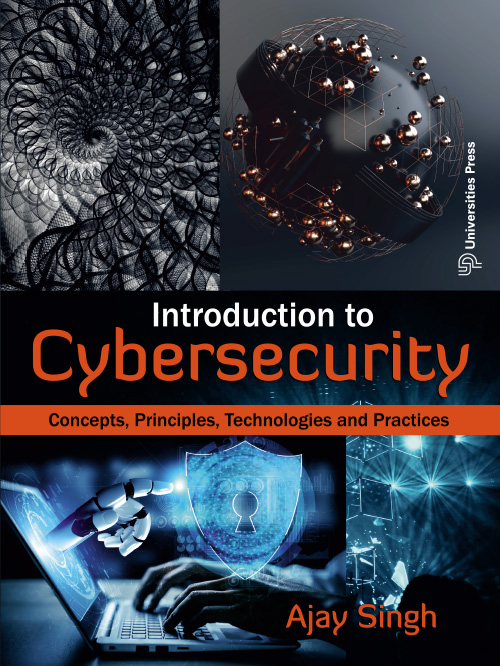 Universities Press
Introduction to
Cybersecurity
Concepts, Principles, Technologies and Practices
Ajay Singh